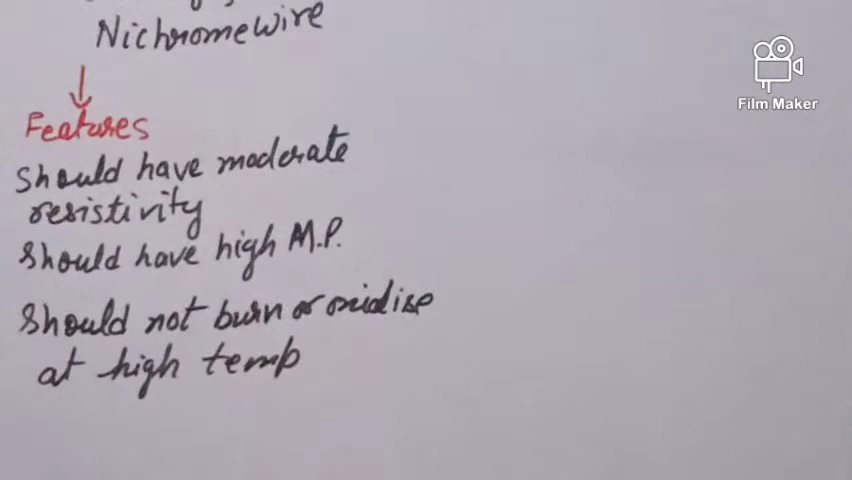 Nichromewire
Features
Should have moderate
resistivity
Should have high M.P.
Should not burn or oxidise
at high temp
Film Maker